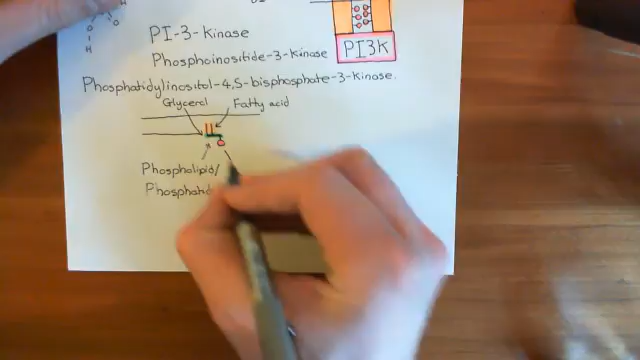 H
O
H
PI-3-kinase
PI3K
Phosphoinositide-3-kinase
Phosphatidylinositol-4,5-bisphosphate-3-kinase.
Glycerol
Fatty acid
Phospholipid/